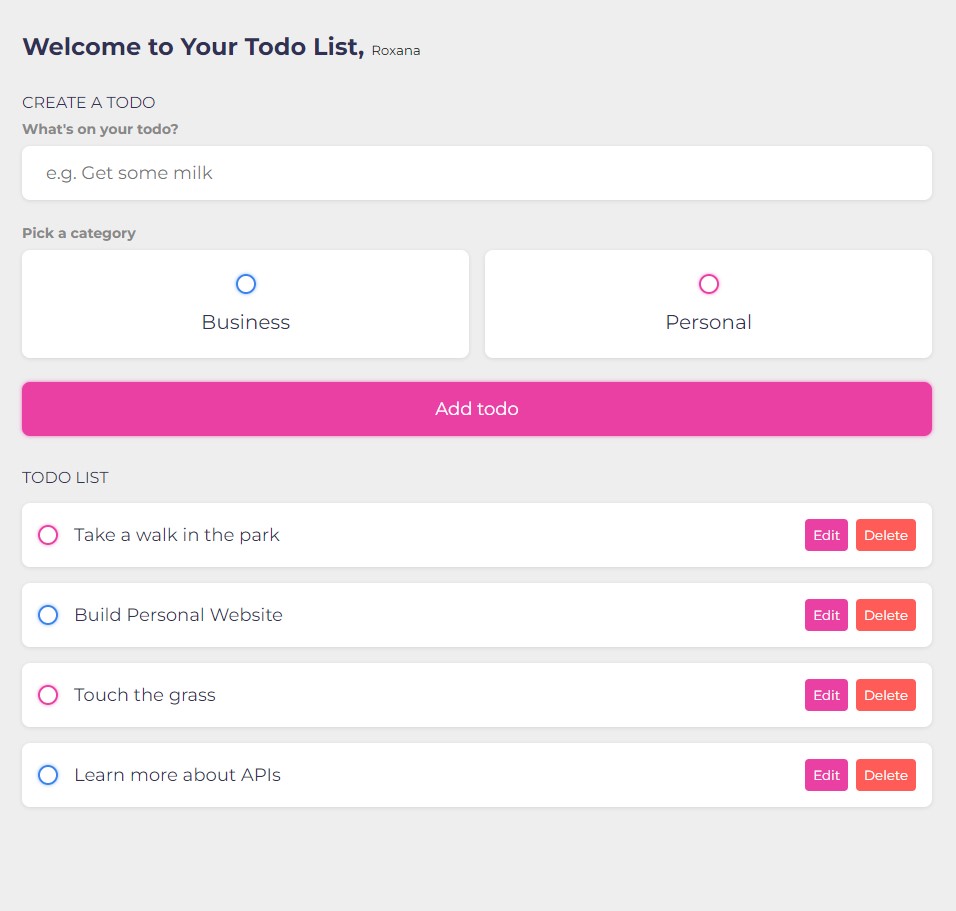 Welcome to Your Todo List, Roxana
CREATE A TODO
What's on your todo?
e.g. Get some milk
Pick a category
Business Personal
Add todo
TODO LIST
Take a walk in the park Edit Delete
Build Personal Website Edit Delete
Touch the grass Edit Delete
Learn more about APIs Edit Delete